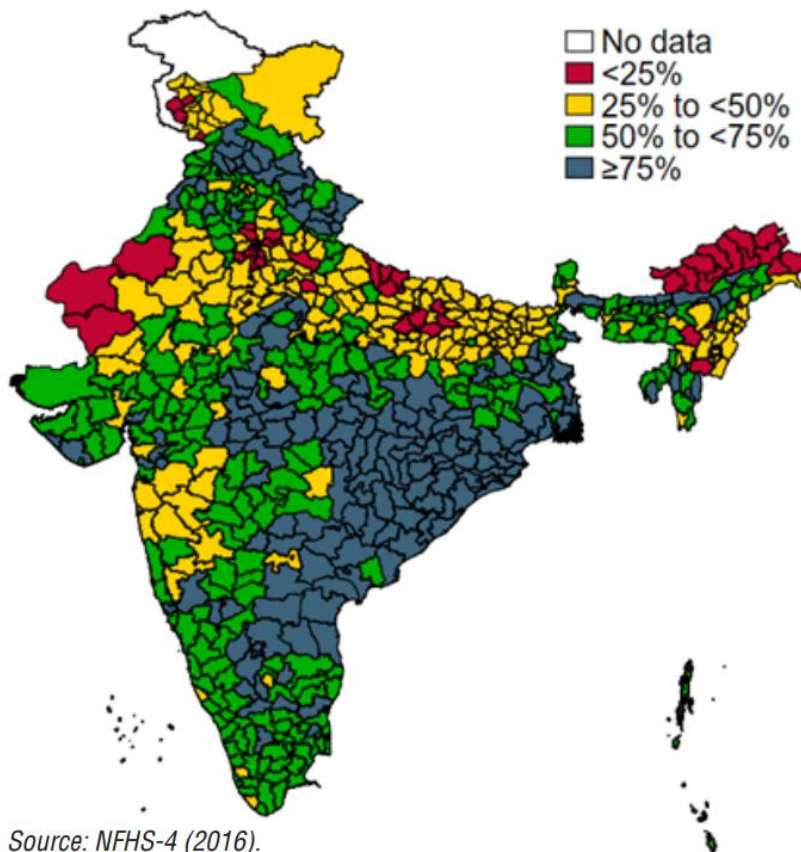 No data
<25%
25% to <50%
50% to <75%
≥75%
Source: NFHS-4 (2016).